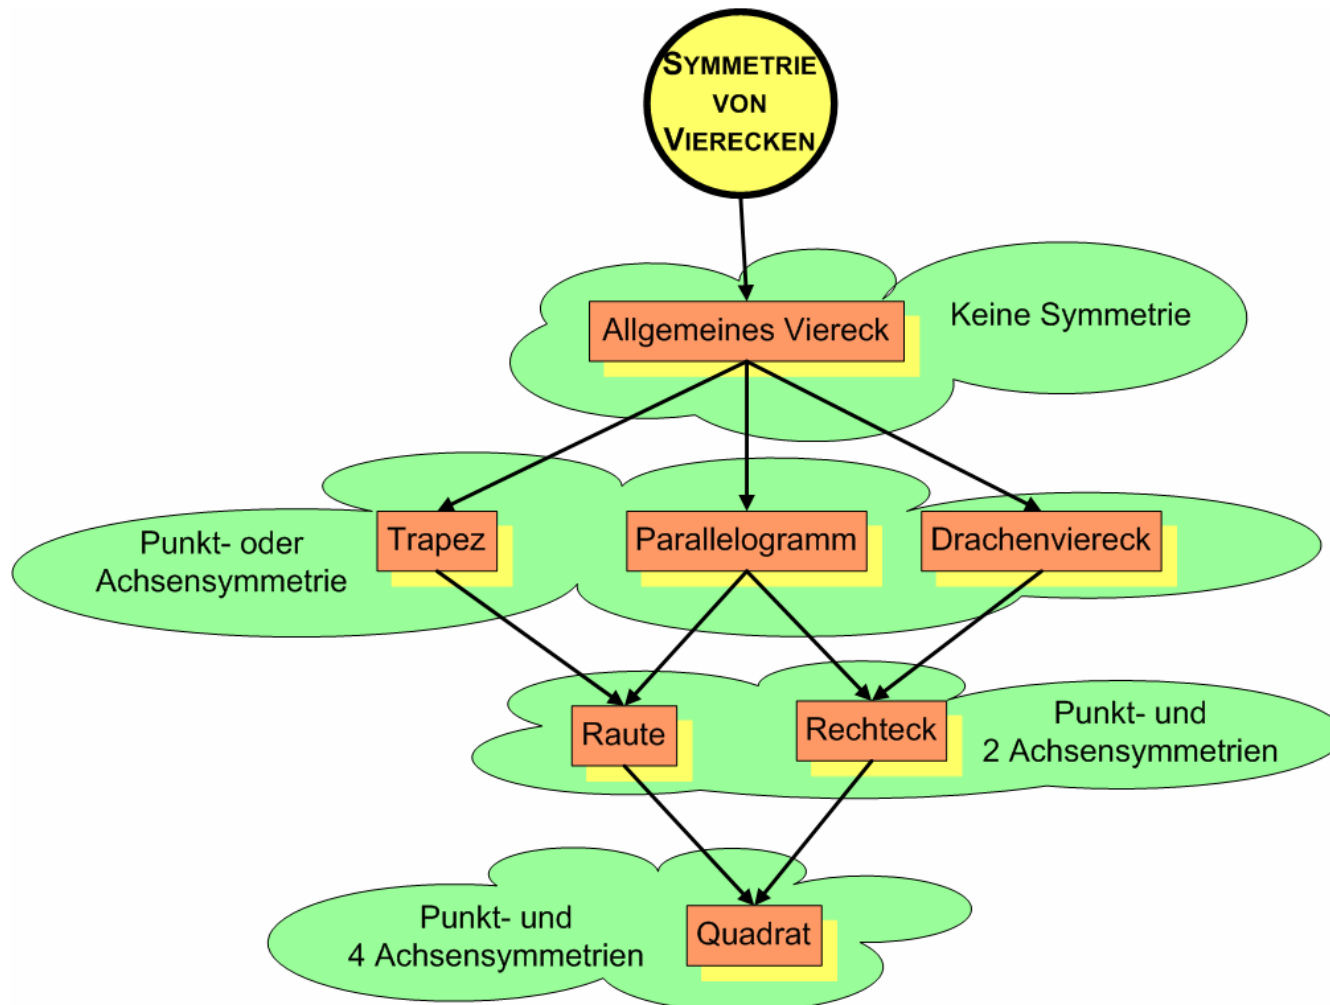 SYMMETRIE
VON
VIERECKEN
Allgemeines Viereck
Keine Symmetrie
Punkt- oder
Achsensymmetrie
Trapez
Parallelogramm
Drachenviereck
Raute
Rechteck
Punkt- und
2 Achsensymmetrien
Punkt- und
4 Achsensymmetrien
Quadrat